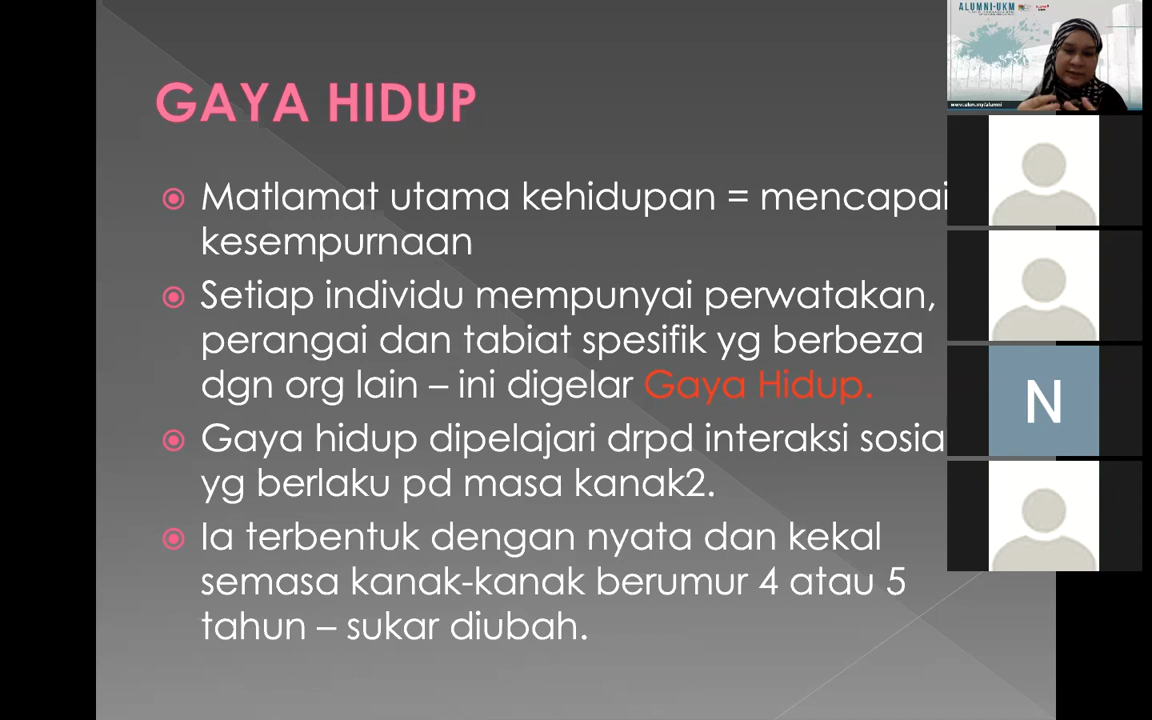 GAYA HIDUP
Matlamat utama kehidupan = mencapai
kesempurnaan
Setiap individu mempunyai perwatakan,
perangai dan tabiat spesifik yg berbeza
dgn org lain – ini digelar Gaya Hidup.
Gaya hidup dipelajari drpd interaksi sosia
yg berlaku pd masa kanak2.
Ia terbentuk dengan nyata dan kekal
semasa kanak-kanak berumur 4 atau 5
tahun – sukar diubah.
ALUMNI-UKM
www.ukm.my/alumni
N